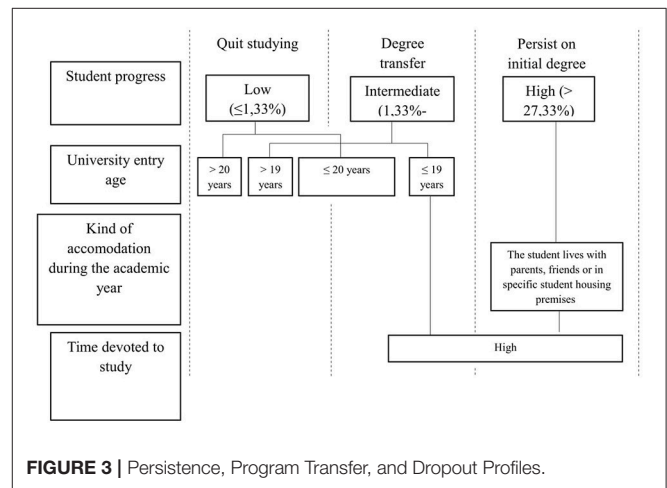 Quit studying
Degree
transfer
Persist on
initial degree
Student progress
Low
(≤1,33%)
Intermediate
(1,33%-
High (>
27,33%)
University entry
age
> 20
years
> 19
years
≤ 20 years
≤ 19
years
Kind of
accomodation
during the academic
year
The student lives with
parents, friends or in
specific student housing
premises
Time devoted to
study
High
FIGURE 3 | Persistence, Program Transfer, and Dropout Profiles.